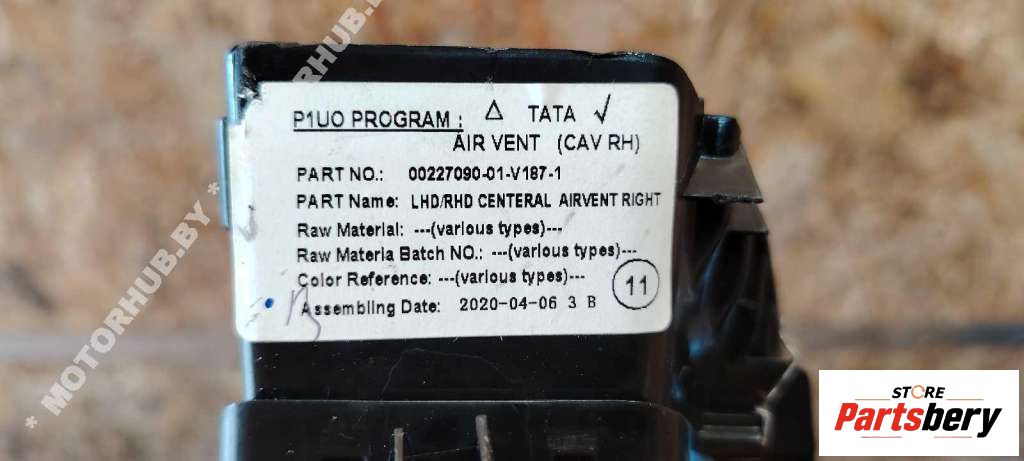 P1UO PROGRAM : Δ TATA √
AIR VENT (CAV RH)
PART NO.: 00227090-01-V187-1
PART Name: LHD/RHD CENTERAL AIRVENT RIGHT
Raw Material: ---(various types)---
Raw Materia Batch NO.: ---(various types)---
Color Reference: ---(various types)---
Assembling Date: 2020-04-06 3 B
11
* MOTORHUB.BY * MOTORHUB.BY
STORE
Partsbery